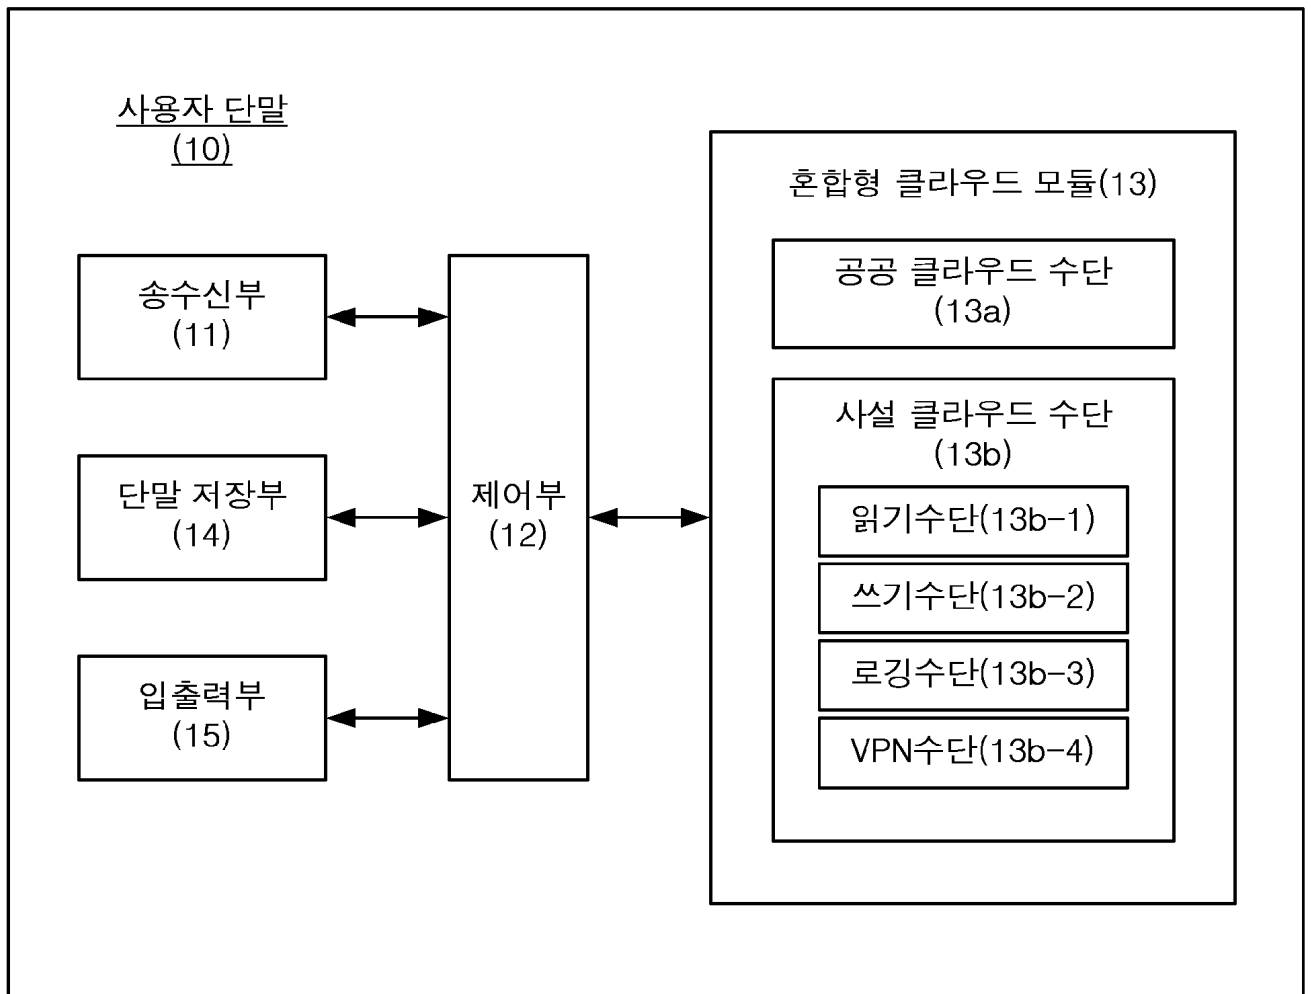 사용자 단말
(10)
송수신부
(11)
단말 저장부
(14)
입출력부
(15)
제어부
(12)
혼합형 클라우드 모듈(13)
공공 클라우드 수단
(13a)
사설 클라우드 수단
(13b)
읽기수단(13b-1)
쓰기수단(13b-2)
로깅수단(13b-3)
VPN수단(13b-4)